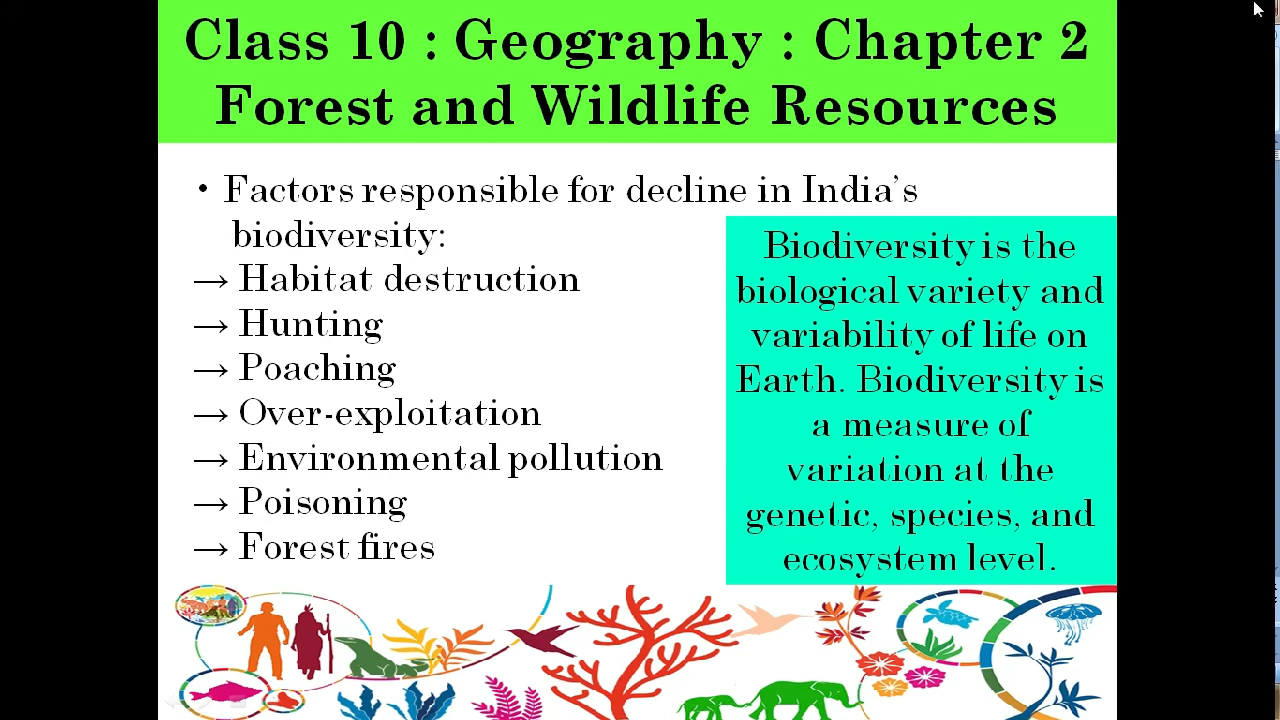 Class 10 : Geography : Chapter 2
Forest and Wildlife Resources
• Factors responsible for decline in India’s
biodiversity:
→ Habitat destruction
→ Hunting
→ Poaching
→ Over-exploitation
→ Environmental pollution
→ Poisoning
→ Forest fires
Biodiversity is the
biological variety and
variability of life on
Earth. Biodiversity is
a measure of
variation at the
genetic, species, and
ecosystem level.